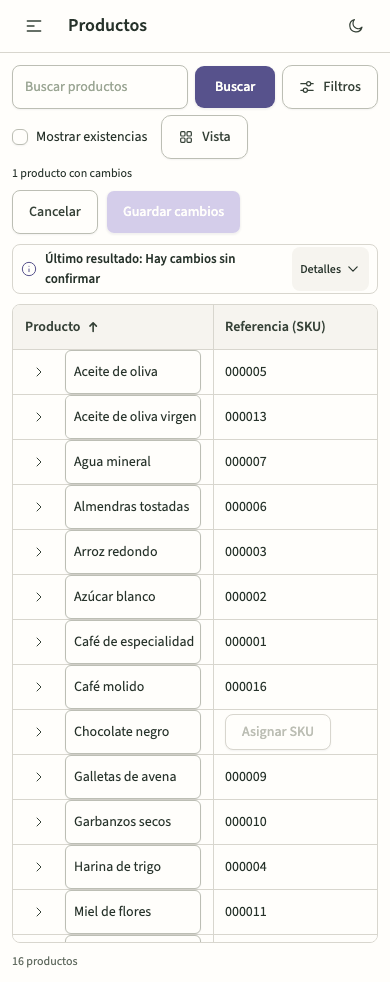 Productos
Buscar productos
Buscar
Filtros
Mostrar existencias
Vista
1 producto con cambios
Cancelar
Guardar cambios
Último resultado: Hay cambios sin
confirmar
Detalles
Producto
Referencia (SKU)
Aceite de oliva
000005
Aceite de oliva virgen
000013
Agua mineral
000007
Almendras tostadas
000006
Arroz redondo
000003
Azúcar blanco
000002
Café de especialidad
000001
Café molido
000016
Chocolate negro
Asignar SKU
Galletas de avena
000009
Garbanzos secos
000010
Harina de trigo
000004
Miel de flores
000011
16 productos